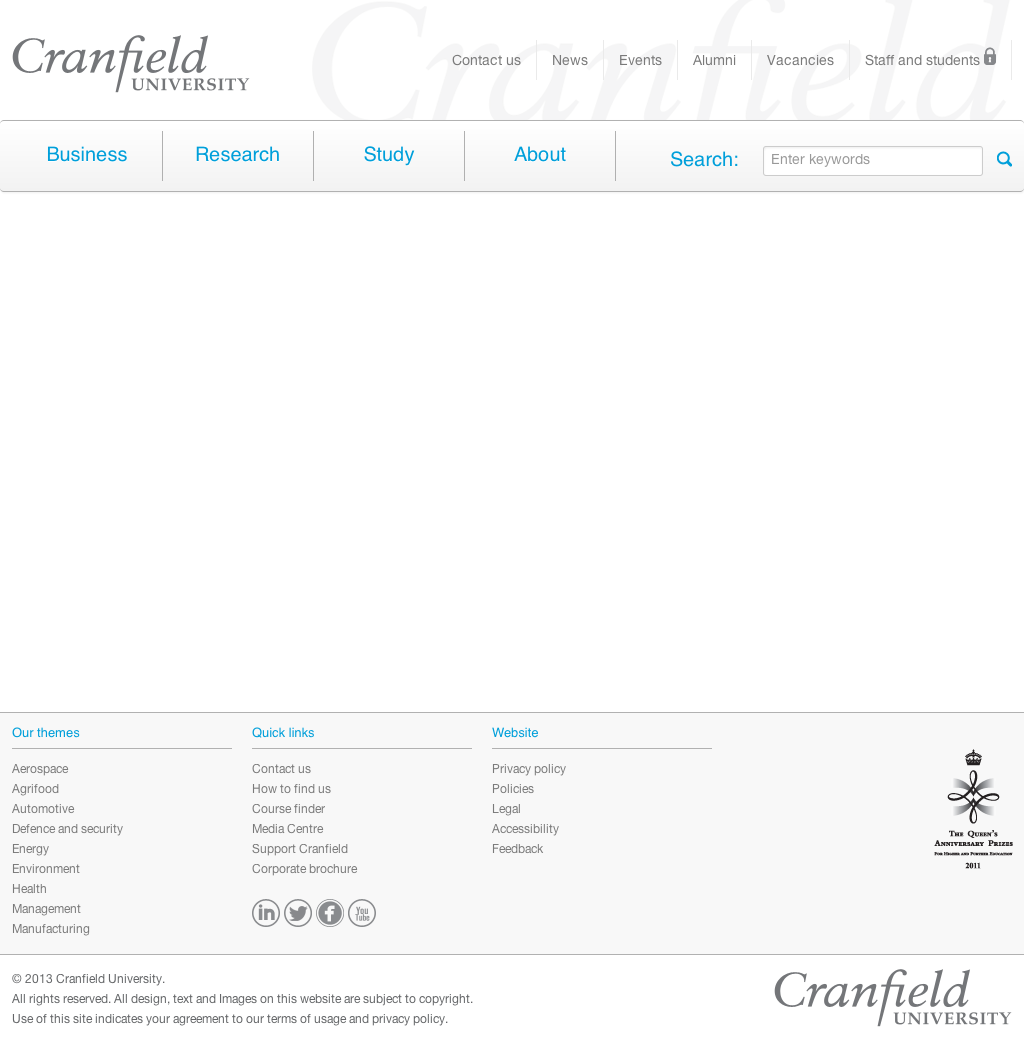 Cranfield
UNIVERSITY
Cranfield
Contact us
News
Events
Alumni
Vacancies
Staff and students
Business
Research
Study
About
Search:
Enter keywords
Our themes
Aerospace
Agrifood
Automotive
Defence and security
Energy
Environment
Health
Management
Manufacturing
Quick links
Contact us
How to find us
Course finder
Media Centre
Support Cranfield
Corporate brochure
in
f
You
Tube
Website
Privacy policy
Policies
Legal
Accessibility
Feedback
The Queen's
Anniversary Prizes
For Higher and Further Education
2011
© 2013 Cranfield University.
All rights reserved. All design, text and Images on this website are subject to copyright.
Use of this site indicates your agreement to our terms of usage and privacy policy.
Cranfield
UNIVERSITY